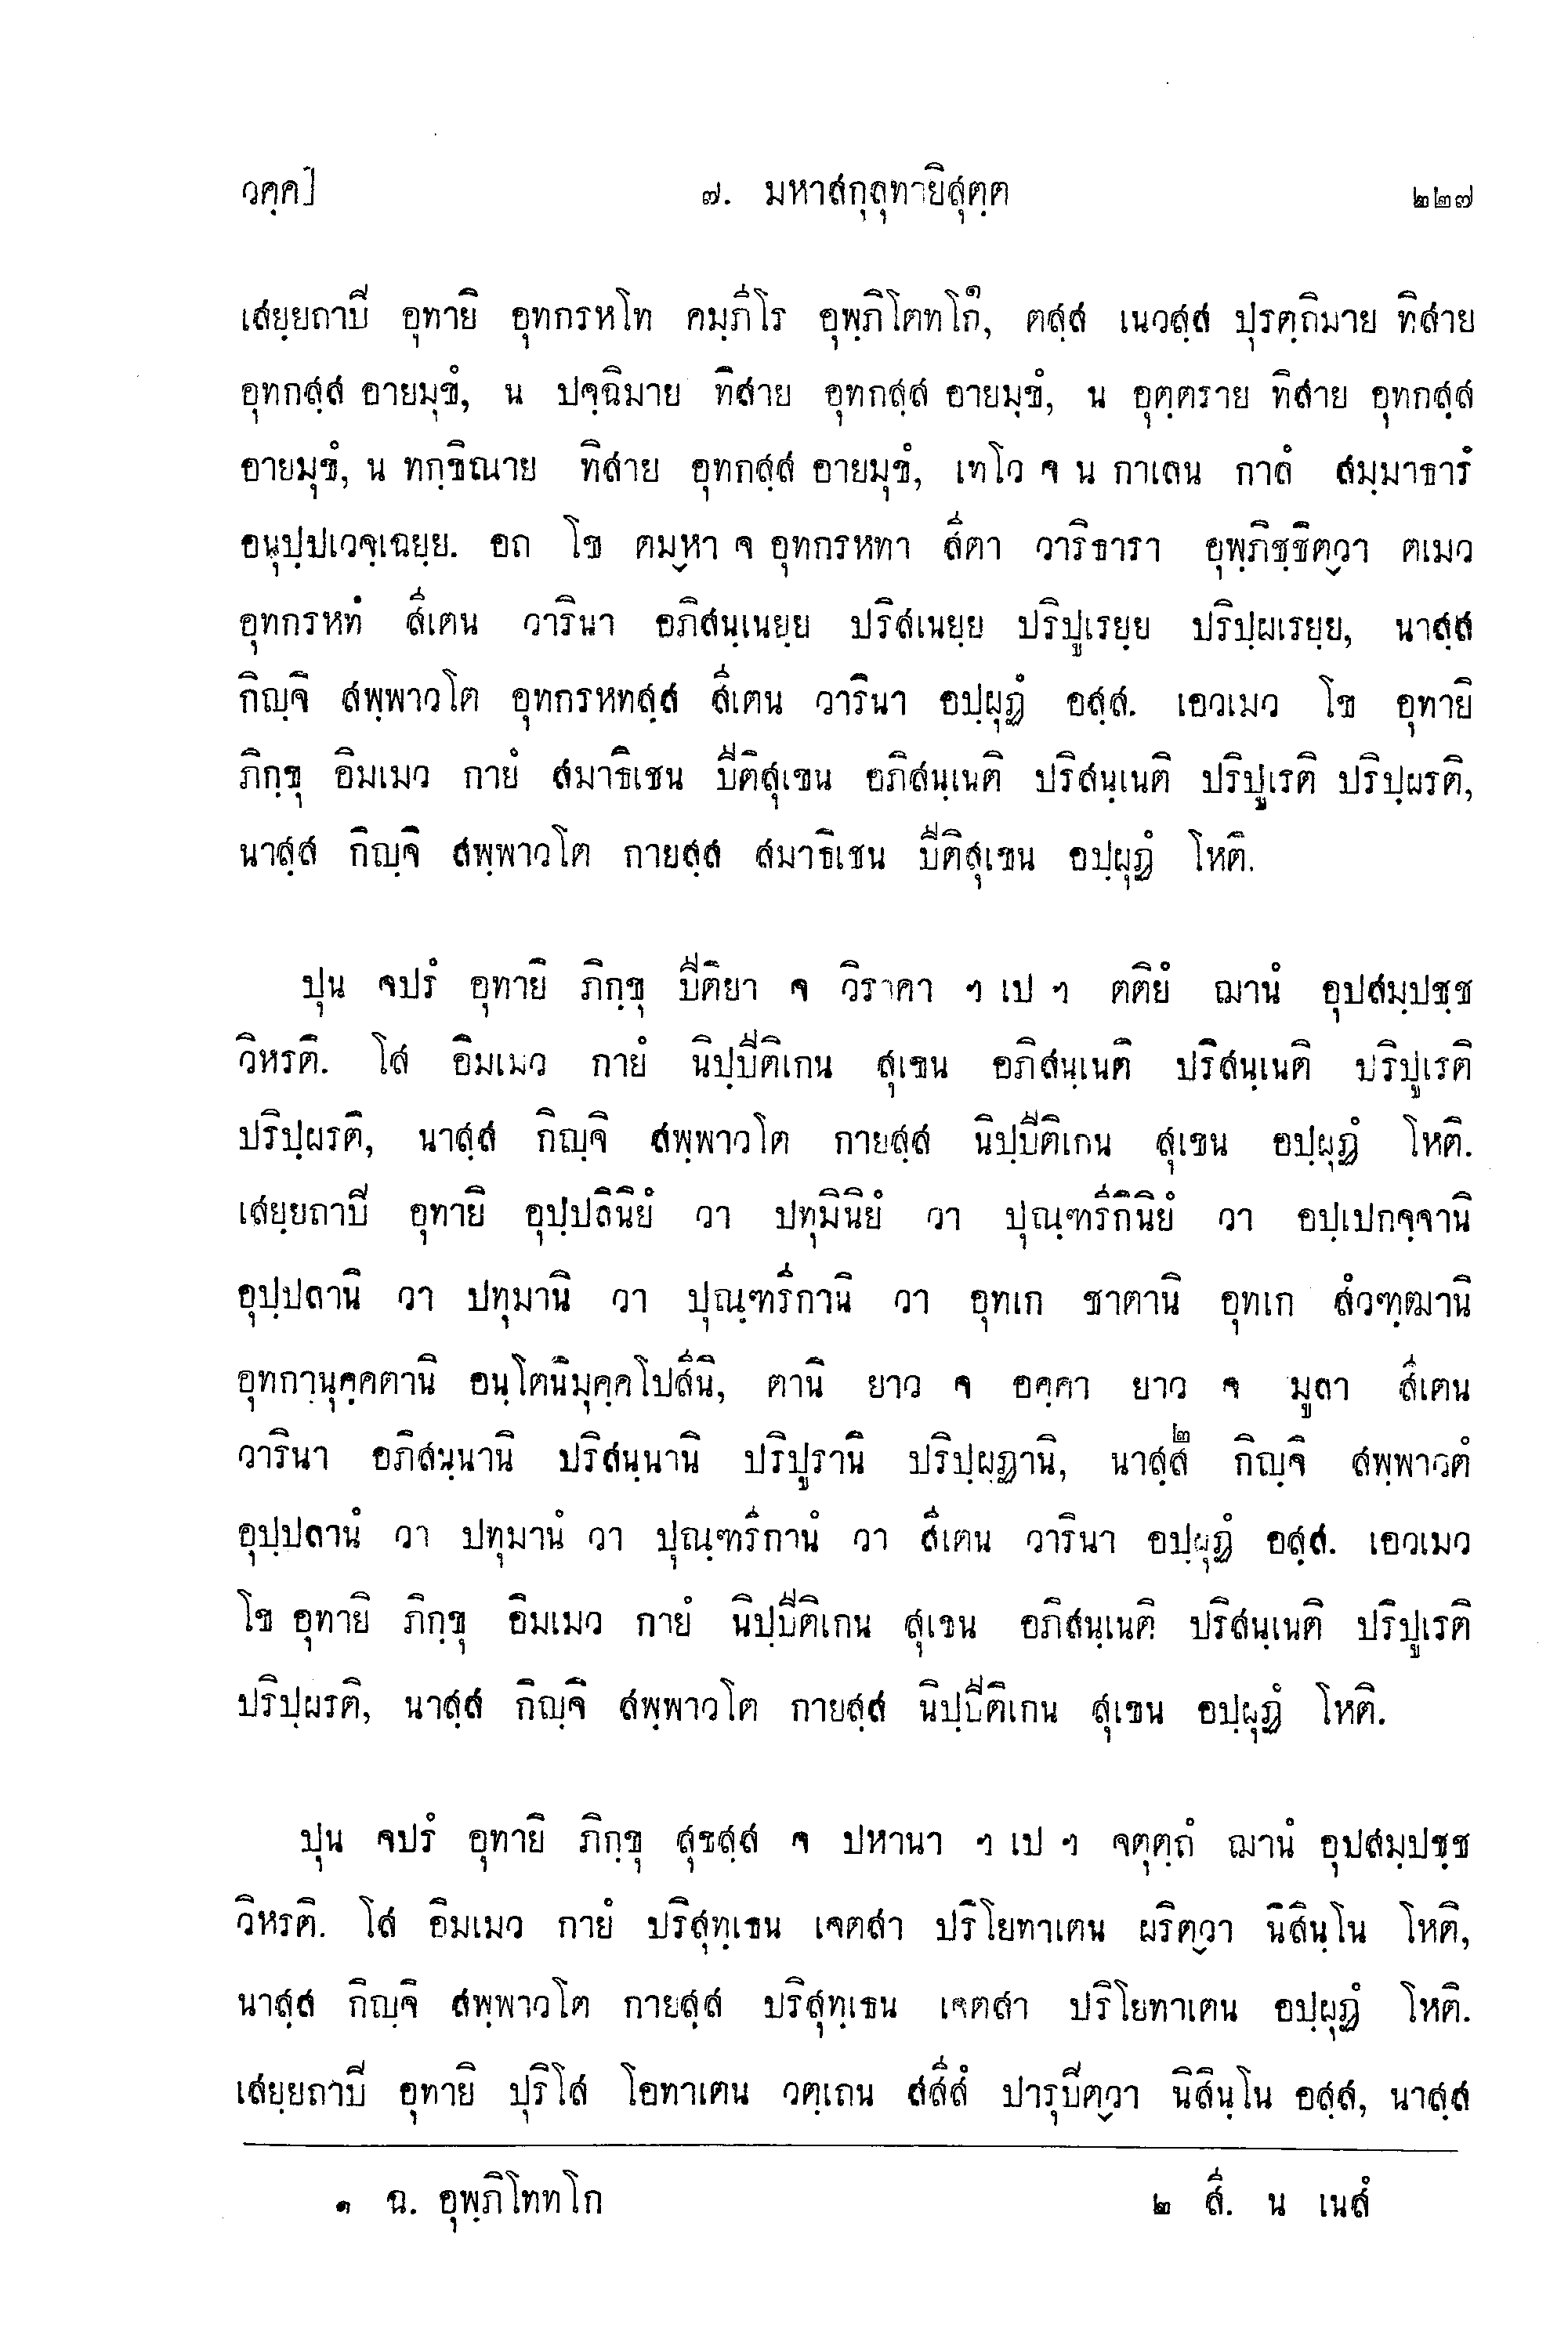 วคฺค]
๗. มหาสกุลุทายิสุตฺต
๒๒๗
เสยฺยถาปี อุทายิ อุทกรหโท คมฺภีโร อุพฺภิโตทโก๑, ตสฺส เนวสฺส ปุรตฺถิมาย ทิสาย
อุทกสฺส อายมุขํ, น ปจฺฉิมาย ทิสาย อุทกสฺส อายมุขํ, น อุตฺตราย ทิสาย อุทกสฺส
อายมุขํ, น ทกฺขิณาย ทิสาย อุทกสฺส อายมุขํ, เทโว จ น กาเลน กาลํ สมฺมาธารํ
อนุปฺปเวจฺเฉยฺย. อถ โข ตมฺหา จ อุทกรหทา สีตา วาริธารา อุพฺภิชฺชิตฺวา ตเมว
อุทกรหทํ สีเตน วารินา อภิสนฺเนยฺย ปริสเนยฺย ปริปูเรยฺย ปริปฺผเรยฺย, นาสฺส
กิญฺจิ สพฺพาวโต อุทกรหทสฺส สีเตน วารินา อปฺผุฏํ อสฺส. เอวเมว โข อุทายิ
ภิกฺขุ อิมเมว กายํ สมาธิเชน ปีติสุเขน อภิสนฺเนติ ปริสนฺเนติ ปริปูเรติ ปริปฺผรติ,
นาสฺส กิญฺจิ สพฺพาวโต กายสฺส สมาธิเชน ปีติสุเขน อปฺผุฏํ โหติ.
ปุน จปรํ อุทายิ ภิกฺขุ ปีติยา จ วิราคา ฯ เป ฯ ตติยํ ฌานํ อุปสมฺปชฺช
วิหรติ. โส อิมเมว กายํ นิปฺปีติเกน สุเขน อภิสนฺเนติ ปริสนฺเนติ ปริปูเรติ
ปริปฺผรติ, นาสฺส กิญฺจิ สพฺพาวโต กายสฺส นิปฺปีติเกน สุเขน อปฺผุฏํ โหติ.
เสยฺยถาปี อุทายิ อุปฺปลินิยํ วา ปทุมินิยํ วา ปุณฺฑรีกินิยํ วา อปฺเปกจฺจานิ
อุปฺปลานิ วา ปทุมานิ วา ปุณฺฑรีกานิ วา อุทเก ชาตานิ อุทเก สํวฑฺฒานิ
อุทกานุคฺคตานิ อนฺโตนิมุคฺคโปสีนิ, ตานิ ยาว จ อคฺคา ยาว จ มูลา สีเตน
วารินา อภิสนฺนานิ ปริสนฺนานิ ปริปูรานิ ปริปฺผุฏานิ, นาสฺส๒ กิญฺจิ สพฺพาวตํ
อุปฺปลานํ วา ปทุมานํ วา ปุณฺฑรีกานํ วา สีเตน วารินา อปฺผุฏํ อสฺส. เอวเมว
โข อุทายิ ภิกฺขุ อิมเมว กายํ นิปฺปีติเกน สุเขน อภิสนฺเนติ ปริสนฺเนติ ปริปูเรติ
ปริปฺผรติ, นาสฺส กิญฺจิ สพฺพาวโต กายสฺส นิปฺปีติเกน สุเขน อปฺผุฏํ โหติ.
ปุน จปรํ อุทายิ ภิกฺขุ สุขสฺส จ ปหานา ฯ เป ฯ จตุตฺถํ ฌานํ อุปสมฺปชฺช
วิหรติ. โส อิมเมว กายํ ปริสุทฺเธน เจตสา ปริโยทาเตน ผริตฺวา นิสินฺโน โหติ,
นาสฺส กิญฺจิ สพฺพาวโต กายสฺส ปริสุทฺเธน เจตสา ปริโยทาเตน อปฺผุฏํ โหติ.
เสยฺยถาปี อุทายิ ปุริโส โอทาเตน วตฺเถน สสีสํ ปารุปีตฺวา นิสินฺโน อสฺส, นาสฺส
๑ ฉ. อุพฺภิโททโก
๒ สี. น เนสํ